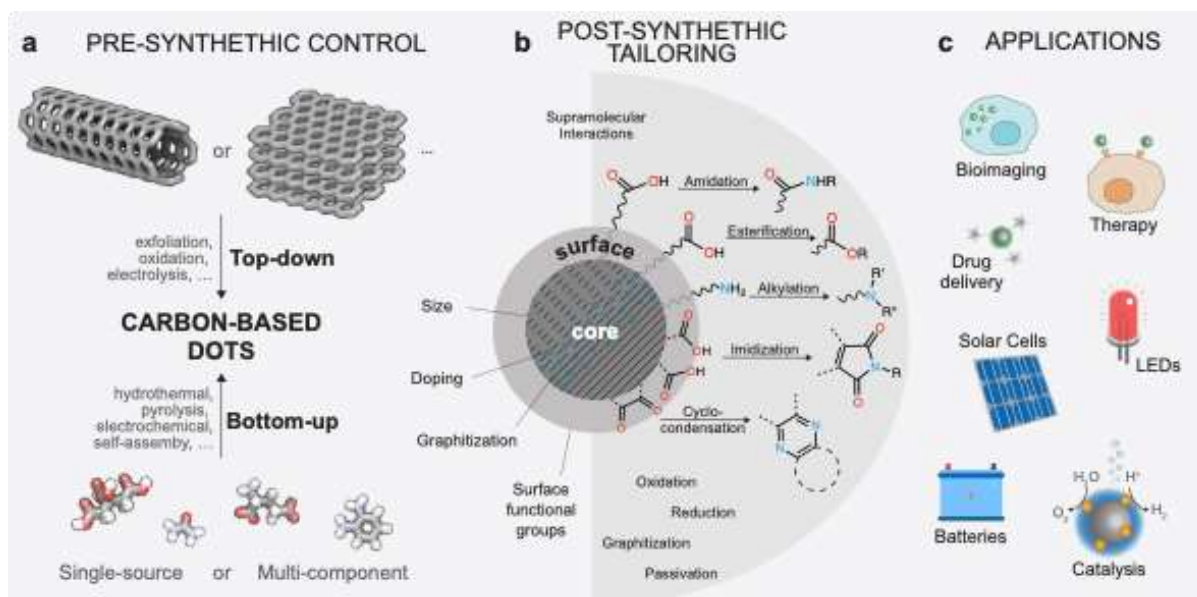 a PRE-SYNTHETHIC CONTROL
or
...
exfoliation,
oxidation,
electrolysis, ...
Top-down
CARBON-BASED
DOTS
hydrothermal,
pyrolysis,
electrochemical,
self-assembly, ...
Bottom-up
Single-source or Multi-component
b POST-SYNTHETHIC
TAILORING
Supramolecular
Interactions
surface
core
Size
Doping
Graphitization
Surface
functional
groups
O
OH
Amidation
O
NHR
O
OH
Esterification
O
OR
NH₂
Alkylation
R'
N
R"
O
OH
O
OH
Imidization
O
N
R
O
O
O
Cyclo-
condensation
N
N
Oxidation
Reduction
Graphitization
Passivation
c APPLICATIONS
Bioimaging
Therapy
Drug
delivery
LEDs
Solar Cells
Batteries
H₂O
H⁺
O₂
H₂
Catalysis